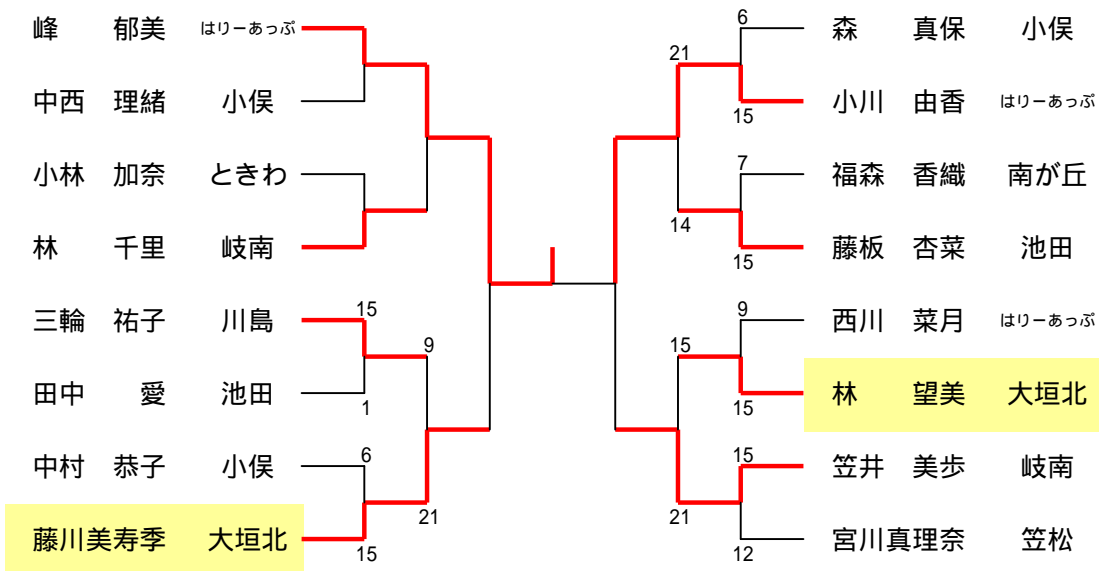 峰 郁美 はりーあっぷ
中西 理緒 小俣
小林 加奈 ときわ
林 千里 岐南
15
三輪 祐子 川島
9
田中 愛 池田
1
6
中村 恭子 小俣
21
藤川美寿季 大垣北
15
6
森 真保 小俣
21
小川 由香 はりーあっぷ
15
7
福森 香織 南が丘
14
藤板 杏菜 池田
15
9
西川 菜月 はりーあっぷ
15
林 望美 大垣北
15
15
笠井 美歩 岐南
21
宮川真理奈 笠松
12